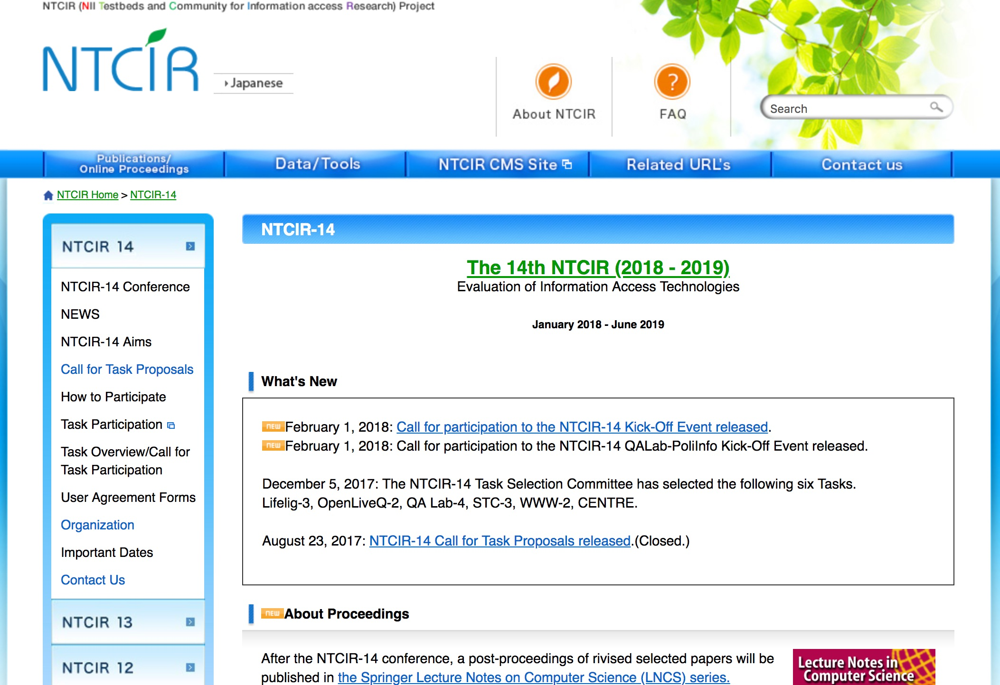 NTCIR (NII Testbeds and Community for Information access Research) Project
NTCIR
Japanese
About NTCIR
FAQ
Search
Publications/
Online Proceedings
Data/Tools
NTCIR CMS Site
Related URL's
Contact us
NTCIR Home > NTCIR-14
NTCIR 14
NTCIR-14 Conference
NEWS
NTCIR-14 Aims
Call for Task Proposals
How to Participate
Task Participation
Task Overview/Call for
Task Participation
User Agreement Forms
Organization
Important Dates
Contact Us
NTCIR 13
NTCIR 12
NTCIR-14
The 14th NTCIR (2018 - 2019)
Evaluation of Information Access Technologies
January 2018 - June 2019
What's New
NEW February 1, 2018: Call for participation to the NTCIR-14 Kick-Off Event released.
NEW February 1, 2018: Call for participation to the NTCIR-14 QALab-PoliInfo Kick-Off Event released.
December 5, 2017: The NTCIR-14 Task Selection Committee has selected the following six Tasks.
Lifelig-3, OpenLiveQ-2, QA Lab-4, STC-3, WWW-2, CENTRE.
August 23, 2017: NTCIR-14 Call for Task Proposals released.(Closed.)
NEW About Proceedings
After the NTCIR-14 conference, a post-proceedings of rivised selected papers will be
published in the Springer Lecture Notes on Computer Science (LNCS) series.
Lecture Notes in
Computer Science